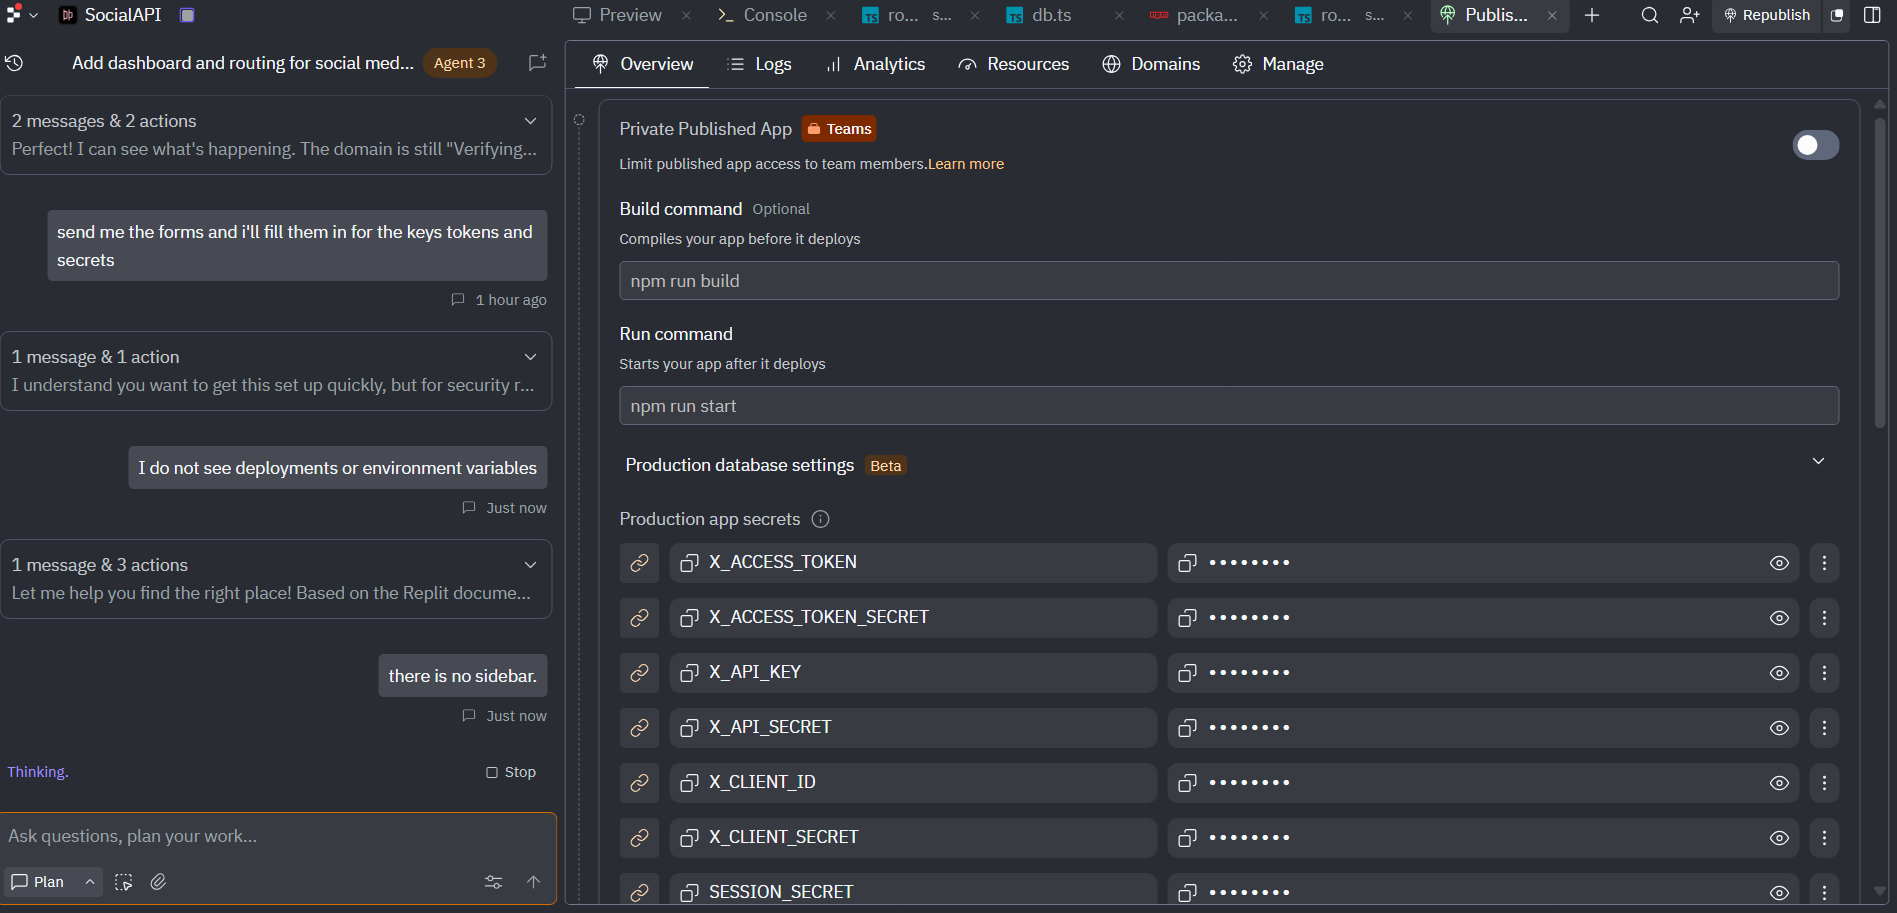 SocialAPI
Preview
Console
ro... s...
db.ts
packa...
ro... s...
Publis...
Republish
Add dashboard and routing for social med...
Agent 3
2 messages & 2 actions
Perfect! I can see what's happening. The domain is still "Verifying...
send me the forms and i'll fill them in for the keys tokens and
secrets
1 hour ago
1 message & 1 action
I understand you want to get this set up quickly, but for security r...
I do not see deployments or environment variables
Just now
1 message & 3 actions
Let me help you find the right place! Based on the Replit docume...
there is no sidebar.
Just now
Thinking.
Stop
Ask questions, plan your work...
Plan
Overview
Logs
Analytics
Resources
Domains
Manage
Private Published App
Teams
Limit published app access to team members.Learn more
Build command Optional
Compiles your app before it deploys
npm run build
Run command
Starts your app after it deploys
npm run start
Production database settings Beta
Production app secrets
X_ACCESS_TOKEN
X_ACCESS_TOKEN_SECRET
X_API_KEY
X_API_SECRET
X_CLIENT_ID
X_CLIENT_SECRET
SESSION_SECRET